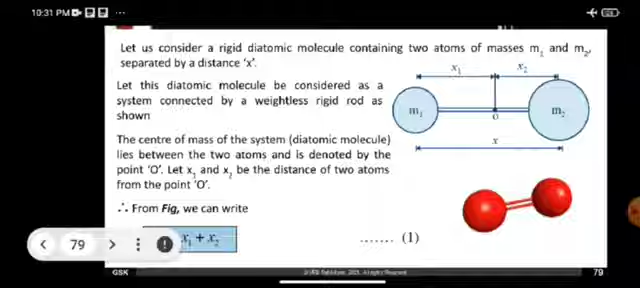 10:31 PM
Let us consider a rigid diatomic molecule containing two atoms of masses m₁ and m₂,
separated by a distance 'x'.
Let this diatomic molecule be considered as a
system connected by a weightless rigid rod as
shown
x₁ x₂
m₁ O m₂
x
The centre of mass of the system (diatomic molecule)
lies between the two atoms and is denoted by the
point 'O'. Let x₁ and x₂ be the distance of two atoms
from the point 'O'.
∴ From Fig, we can write
x₁ + x₂ ....... (1)
< 79 >
GSK 79